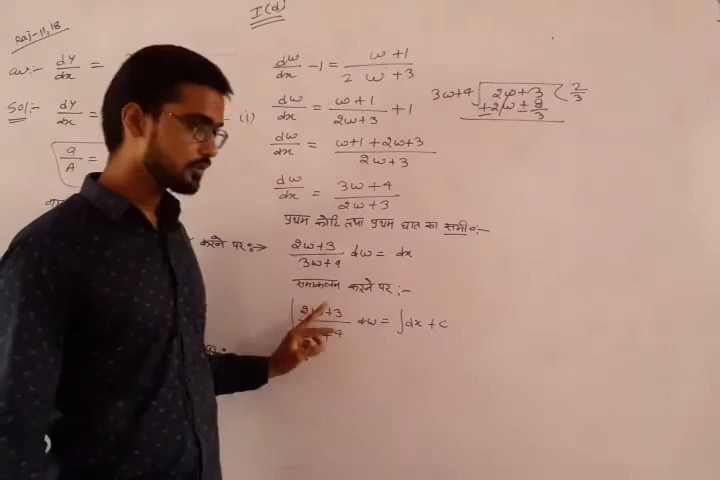 I(d)
Raj-11,18
dy/dx =
Sol:- dy/dx = (i)
a/A =
करने पर:→
dw/dx - 1 = w+1/2w+3
dw/dx = w+1/2w+3 + 1
dw/dx = w+1+2w+3/2w+3
dw/dx = 3w+4/2w+3
प्रथम कोटि तथा प्रथम घात का समी०:-
2w+3/3w+4 dw = dx
समाकलन करने पर:-
2w+3 dw = ∫dx + c
3w+4 2w+3 2/3
±2w ± 8/3